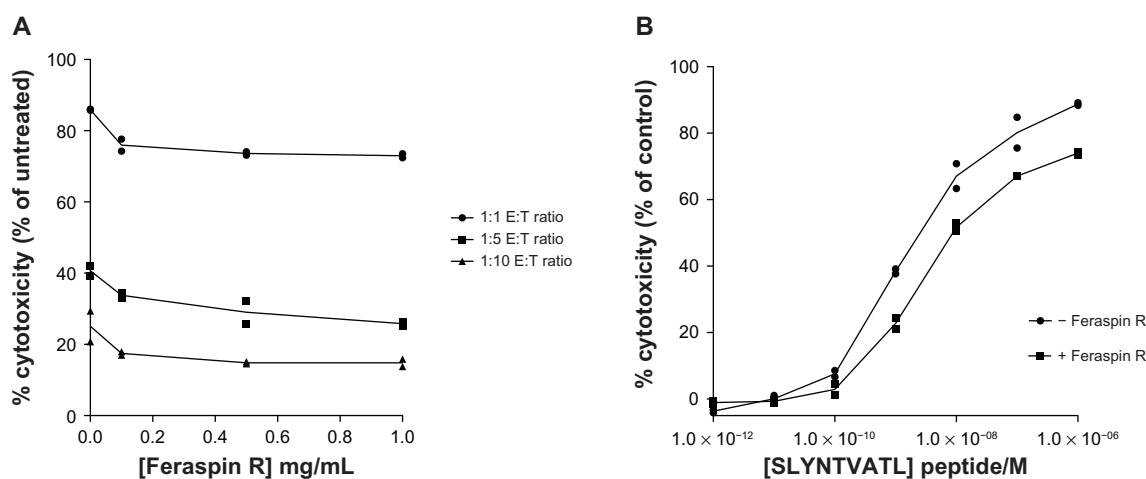 A
% cytotoxicity (% of untreated)
100
80
60
40
20
0
0.0 0.2 0.4 0.6 0.8 1.0
[Feraspin R] mg/mL
1:1 E:T ratio
1:5 E:T ratio
1:10 E:T ratio
B
% cytotoxicity (% of control)
100
80
60
40
20
0
1.0 × 10⁻¹² 1.0 × 10⁻¹⁰ 1.0 × 10⁻⁰⁸ 1.0 × 10⁻⁰⁶
[SLYNTVATL] peptide/M
– Feraspin R
+ Feraspin R